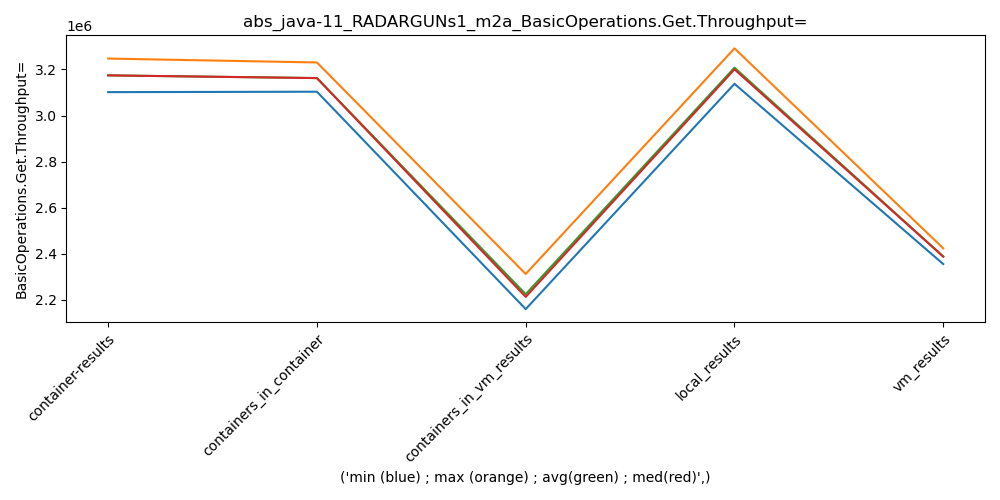 abs_java-11_RADARGUNs1_m2a_BasicOperations.Get.Throughput=
1e6
3.2
3.0
2.8
2.6
2.4
2.2
BasicOperations.Get.Throughput=
container-results
containers_in_container
containers_in_vm_results
local_results
vm_results
('min (blue) ; max (orange) ; avg(green) ; med(red)',)